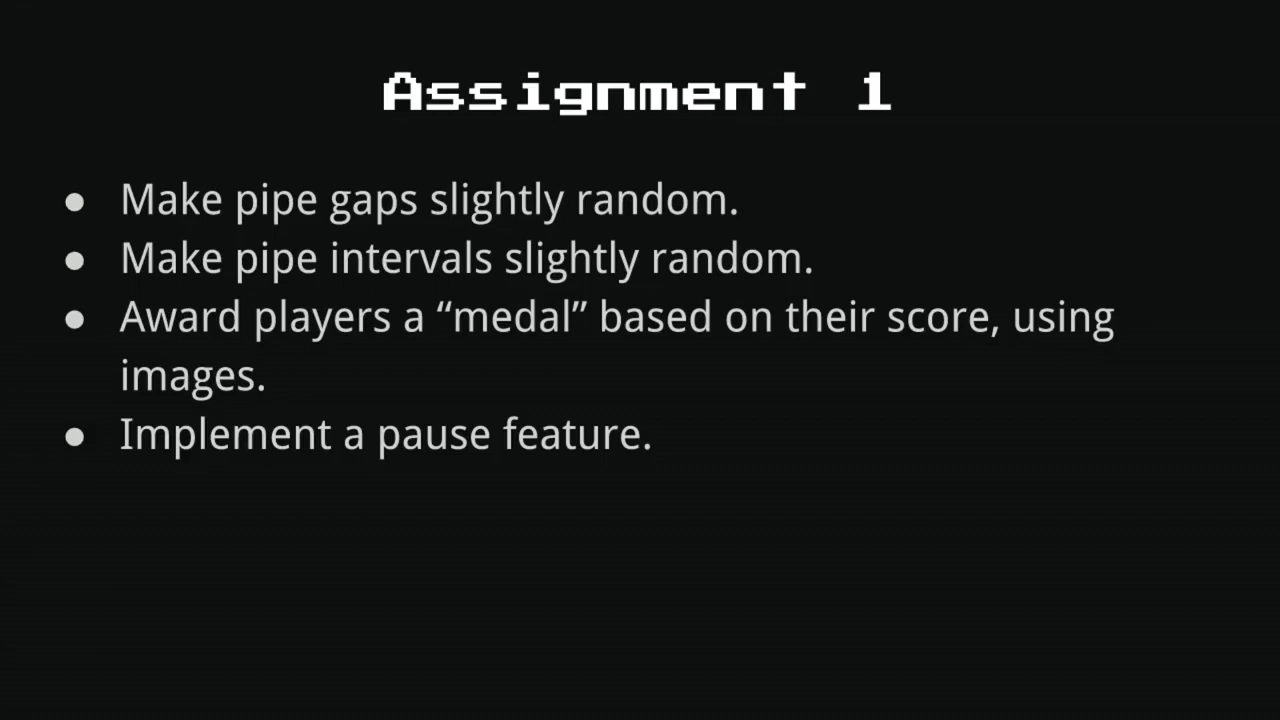 Assignment 1
● Make pipe gaps slightly random.
● Make pipe intervals slightly random.
● Award players a “medal” based on their score, using
images.
● Implement a pause feature.